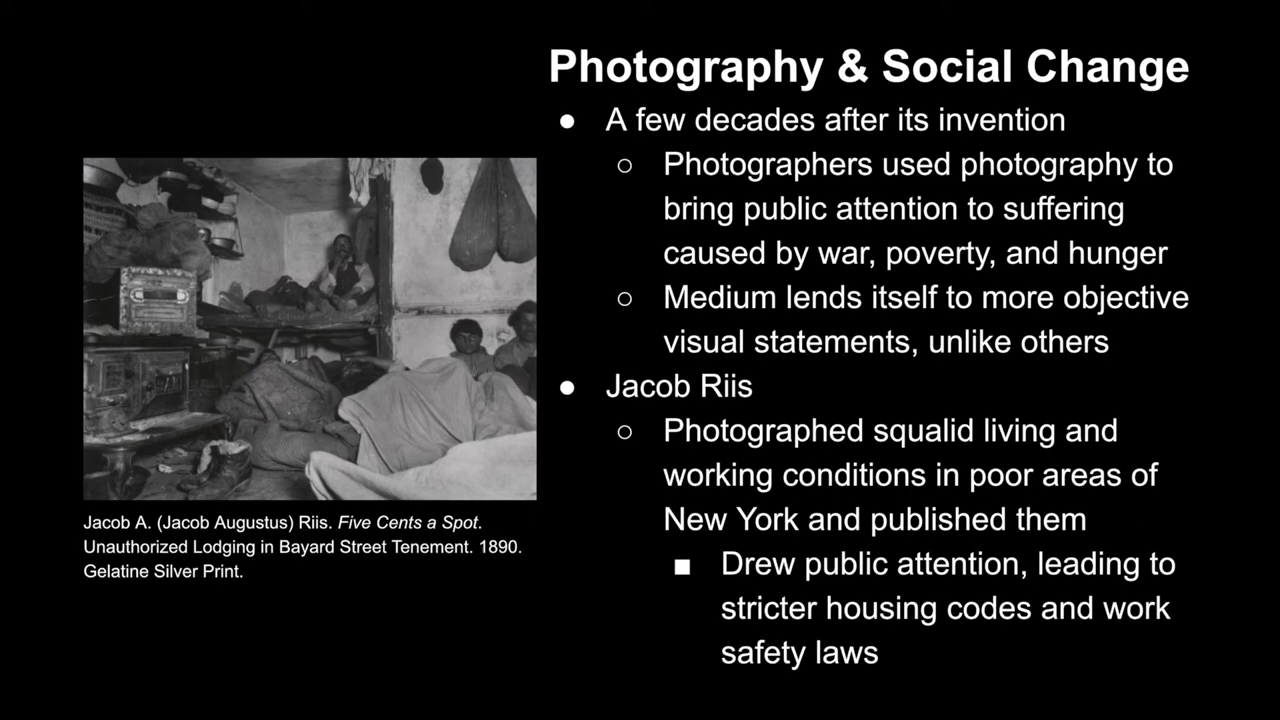 Photography & Social Change
● A few decades after its invention
○ Photographers used photography to
bring public attention to suffering
caused by war, poverty, and hunger
○ Medium lends itself to more objective
visual statements, unlike others
● Jacob Riis
○ Photographed squalid living and
working conditions in poor areas of
New York and published them
■ Drew public attention, leading to
stricter housing codes and work
safety laws
Jacob A. (Jacob Augustus) Riis. Five Cents a Spot.
Unauthorized Lodging in Bayard Street Tenement. 1890.
Gelatine Silver Print.